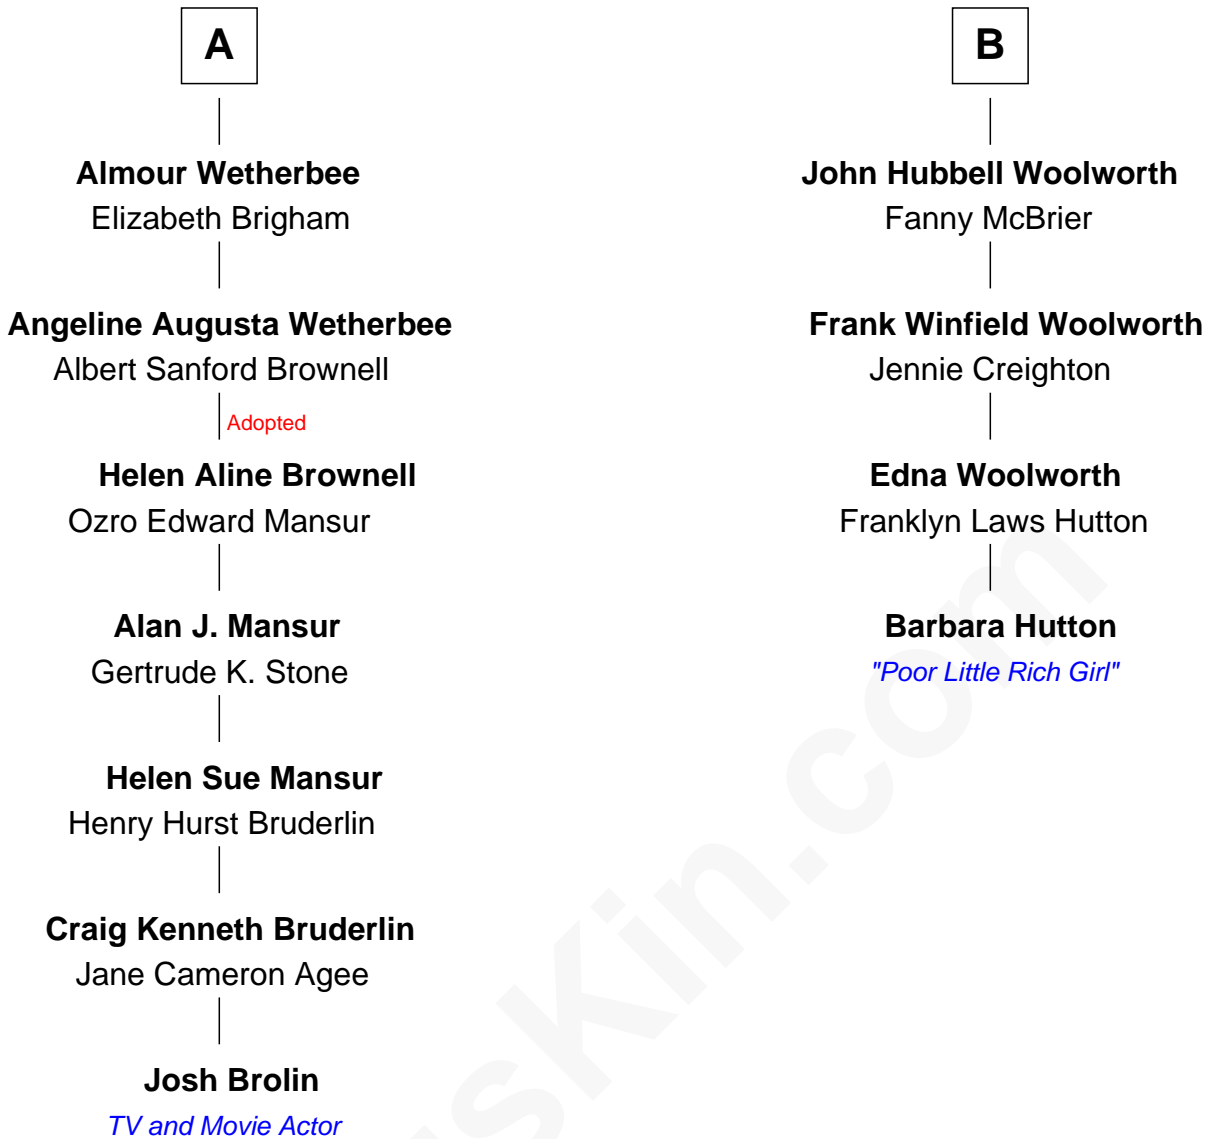 A
Almour Wetherbee
Elizabeth Brigham
Angeline Augusta Wetherbee
Albert Sanford Brownell
Adopted
Helen Aline Brownell
Ozro Edward Mansur
Alan J. Mansur
Gertrude K. Stone
Helen Sue Mansur
Henry Hurst Bruderlin
Craig Kenneth Bruderlin
Jane Cameron Agee
Josh Brolin
TV and Movie Actor
B
John Hubbell Woolworth
Fanny McBrier
Frank Winfield Woolworth
Jennie Creighton
Edna Woolworth
Franklyn Laws Hutton
Barbara Hutton
"Poor Little Rich Girl"
usKin.com